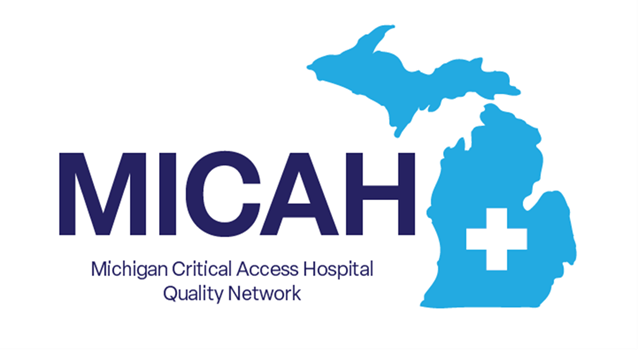 MICAH
Michigan Critical Access Hospital
Quality Network